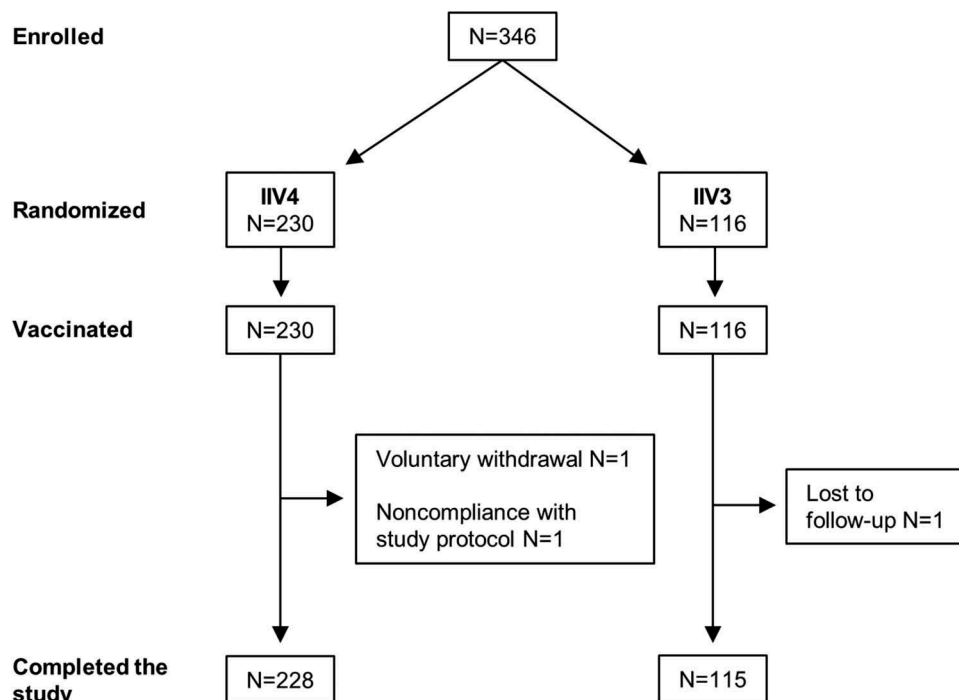 Enrolled
N=346
Randomized
IIV4
N=230
IIV3
N=116
Vaccinated
N=230
N=116
Voluntary withdrawal N=1
Noncompliance with
study protocol N=1
Lost to
follow-up N=1
Completed the
study
N=228
N=115